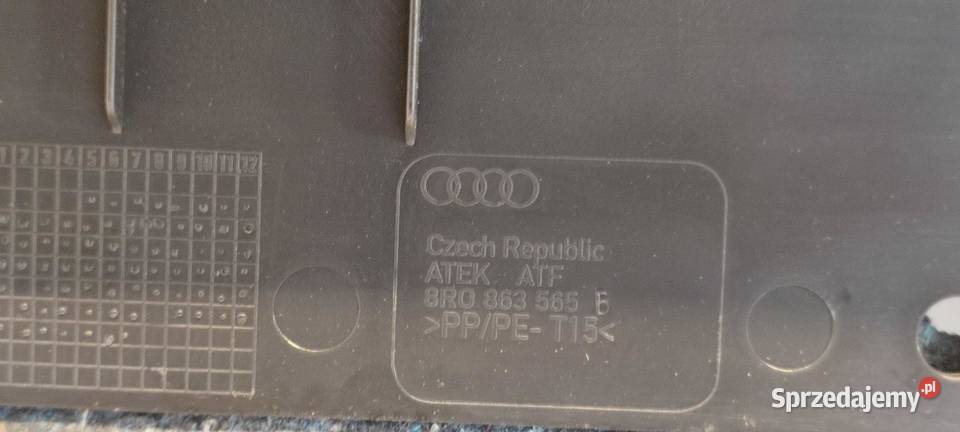 1 2 3 4 5 6 7 8 9 10 11 12
Czech Republic
ATEK ATF
8R0 863 565
>PP/PE-T15<
Sprzedajemy.pl